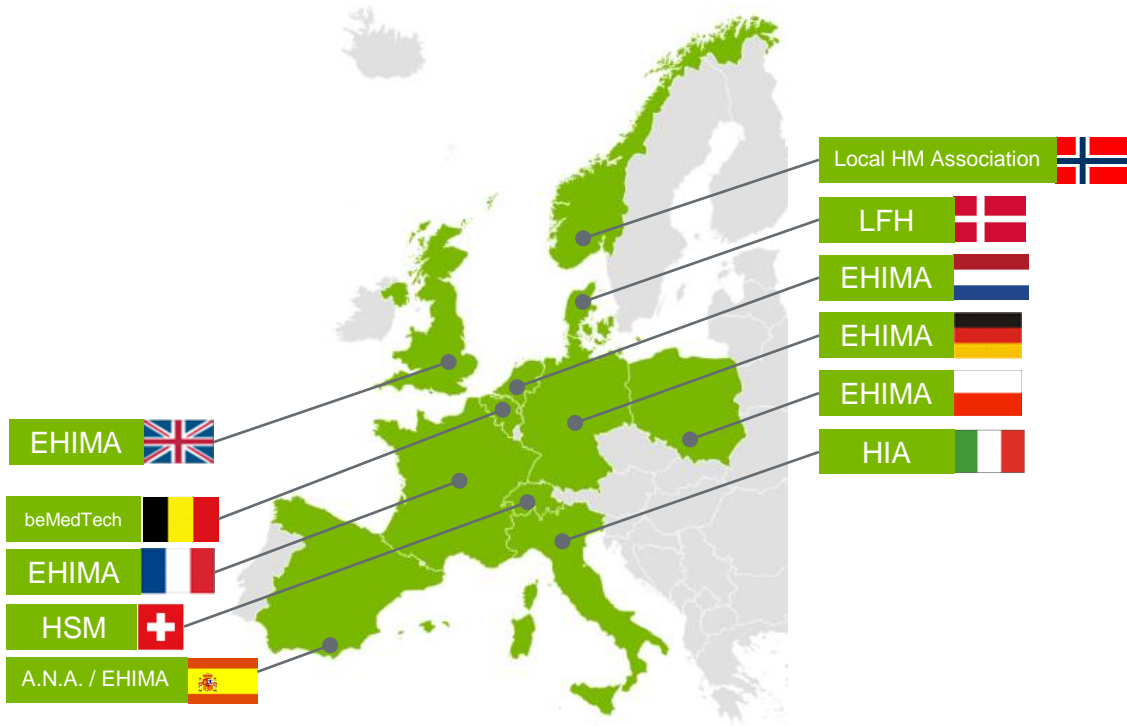 Local HM Association
LFH
EHIMA
EHIMA
EHIMA
HIA
EHIMA
beMedTech
EHIMA
HSM
A.N.A. / EHIMA